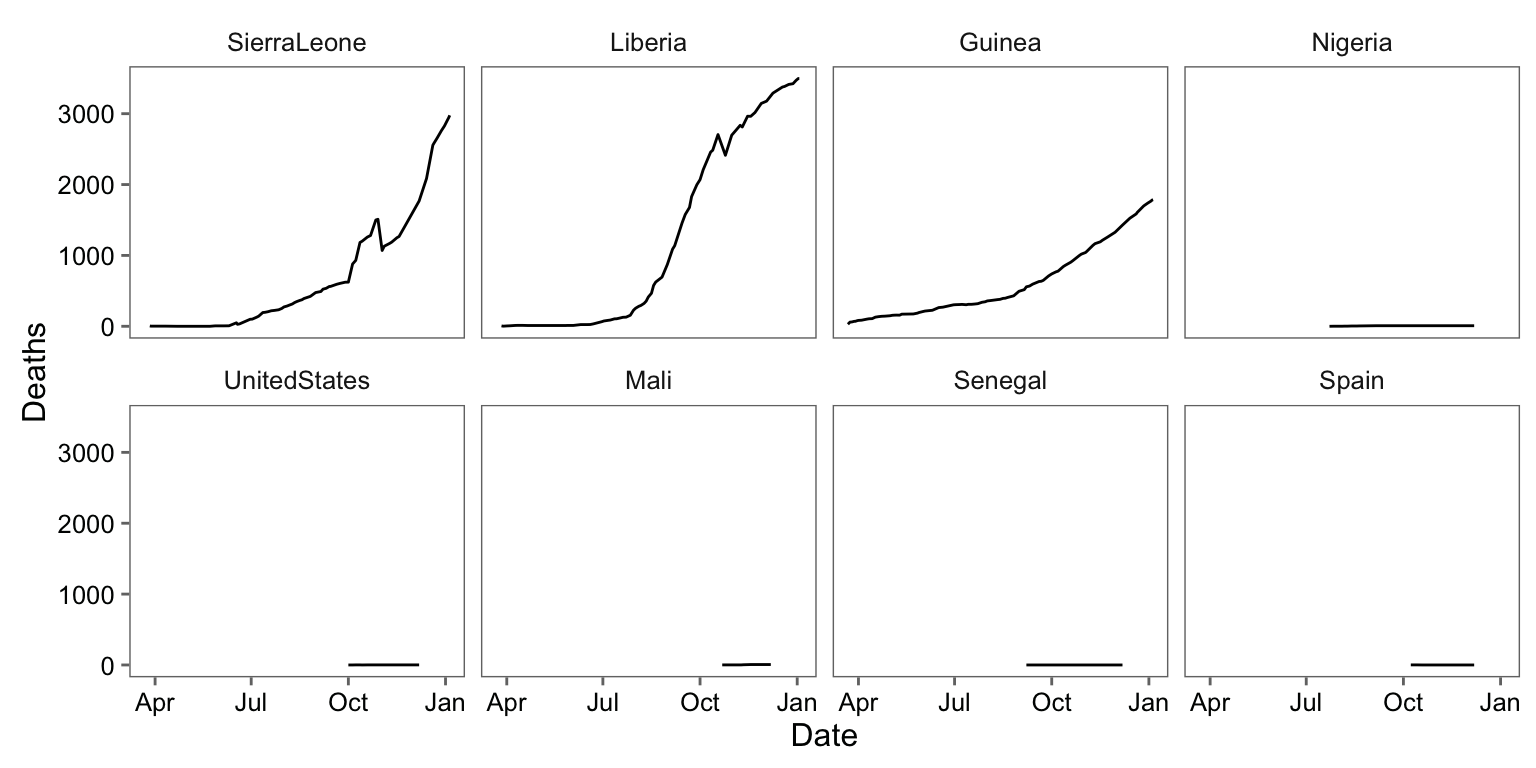 SierraLeone Liberia Guinea Nigeria
3000
2000
1000
0
Deaths
UnitedStates Mali Senegal Spain
3000
2000
1000
0
Apr Jul Oct Jan Apr Jul Oct Jan Apr Jul Oct Jan Apr Jul Oct Jan
Date